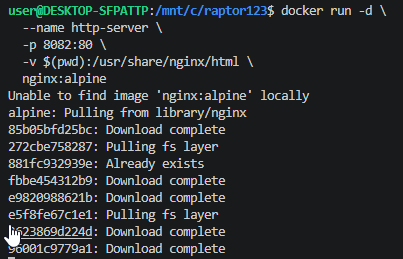 user@DESKTOP-SFPATTP:/mnt/c/raptor123$ docker run -d \
  --name http-server \
  -p 8082:80 \
  -v $(pwd):/usr/share/nginx/html \
  nginx:alpine
Unable to find image 'nginx:alpine' locally
alpine: Pulling from library/nginx
85b05bfd25bc: Download complete
272cbe758287: Pulling fs layer
881fc932939e: Already exists
fbbe454312b9: Download complete
e9820988621b: Download complete
e5f8fe67c1e1: Pulling fs layer
Download complete
96001c9779a1: Download complete